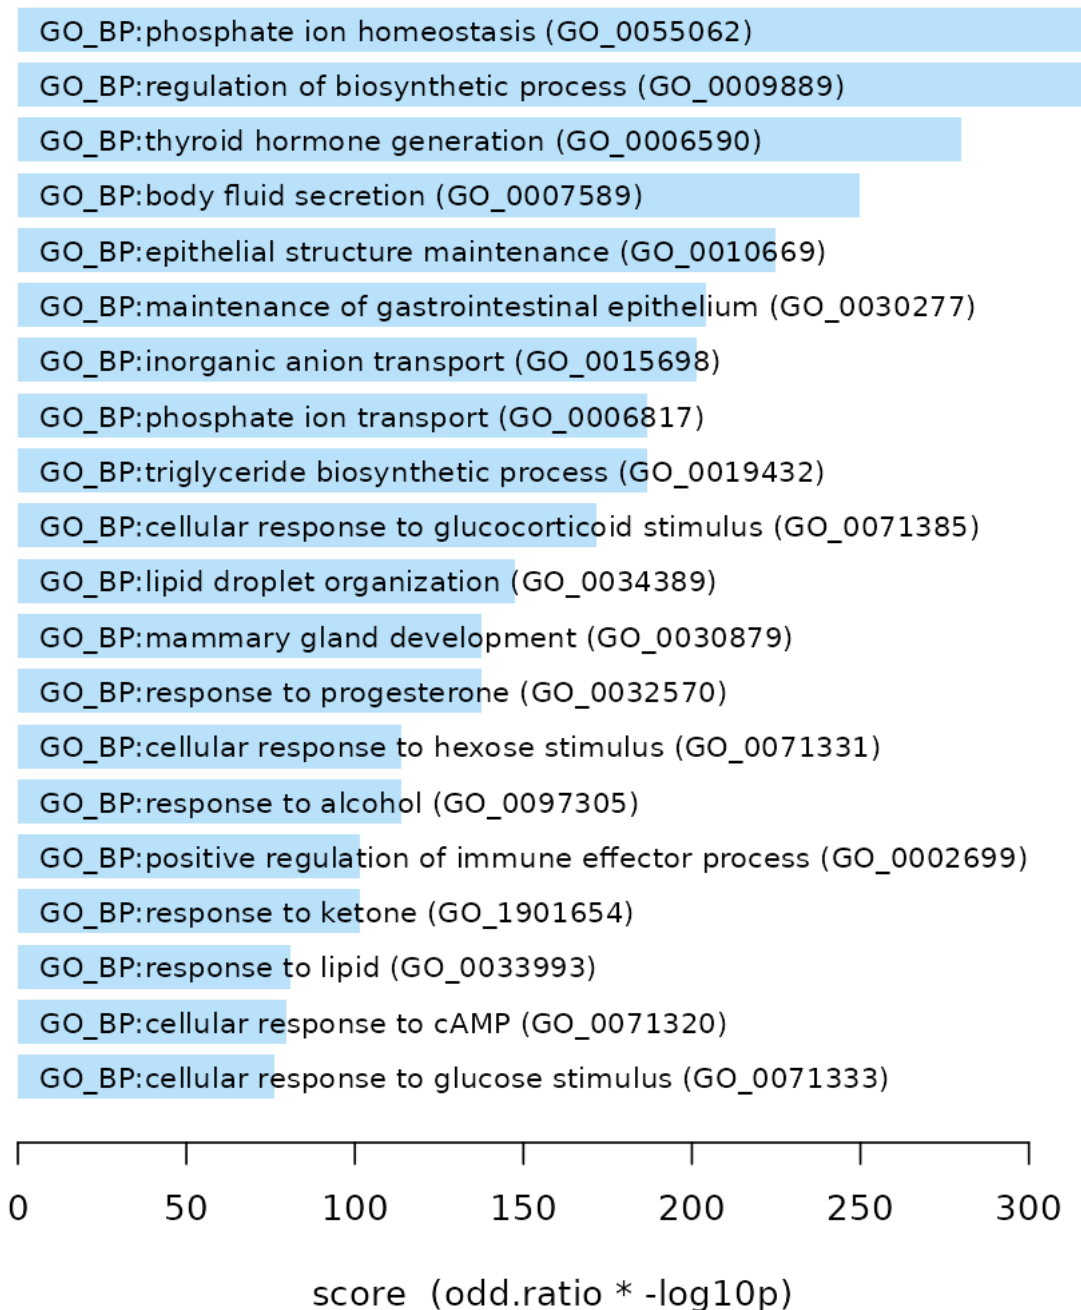 GO_BP:phosphate ion homeostasis (GO_0055062)
GO_BP:regulation of biosynthetic process (GO_0009889)
GO_BP:thyroid hormone generation (GO_0006590)
GO_BP:body fluid secretion (GO_0007589)
GO_BP:epithelial structure maintenance (GO_0010669)
GO_BP:maintenance of gastrointestinal epithelium (GO_0030277)
GO_BP:inorganic anion transport (GO_0015698)
GO_BP:phosphate ion transport (GO_0006817)
GO_BP:triglyceride biosynthetic process (GO_0019432)
GO_BP:cellular response to glucocorticoid stimulus (GO_0071385)
GO_BP:lipid droplet organization (GO_0034389)
GO_BP:mammary gland development (GO_0030879)
GO_BP:response to progesterone (GO_0032570)
GO_BP:cellular response to hexose stimulus (GO_0071331)
GO_BP:response to alcohol (GO_0097305)
GO_BP:positive regulation of immune effector process (GO_0002699)
GO_BP:response to ketone (GO_1901654)
GO_BP:response to lipid (GO_0033993)
GO_BP:cellular response to cAMP (GO_0071320)
GO_BP:cellular response to glucose stimulus (GO_0071333)
0 50 100 150 200 250 300
score (odd.ratio * -log10p)